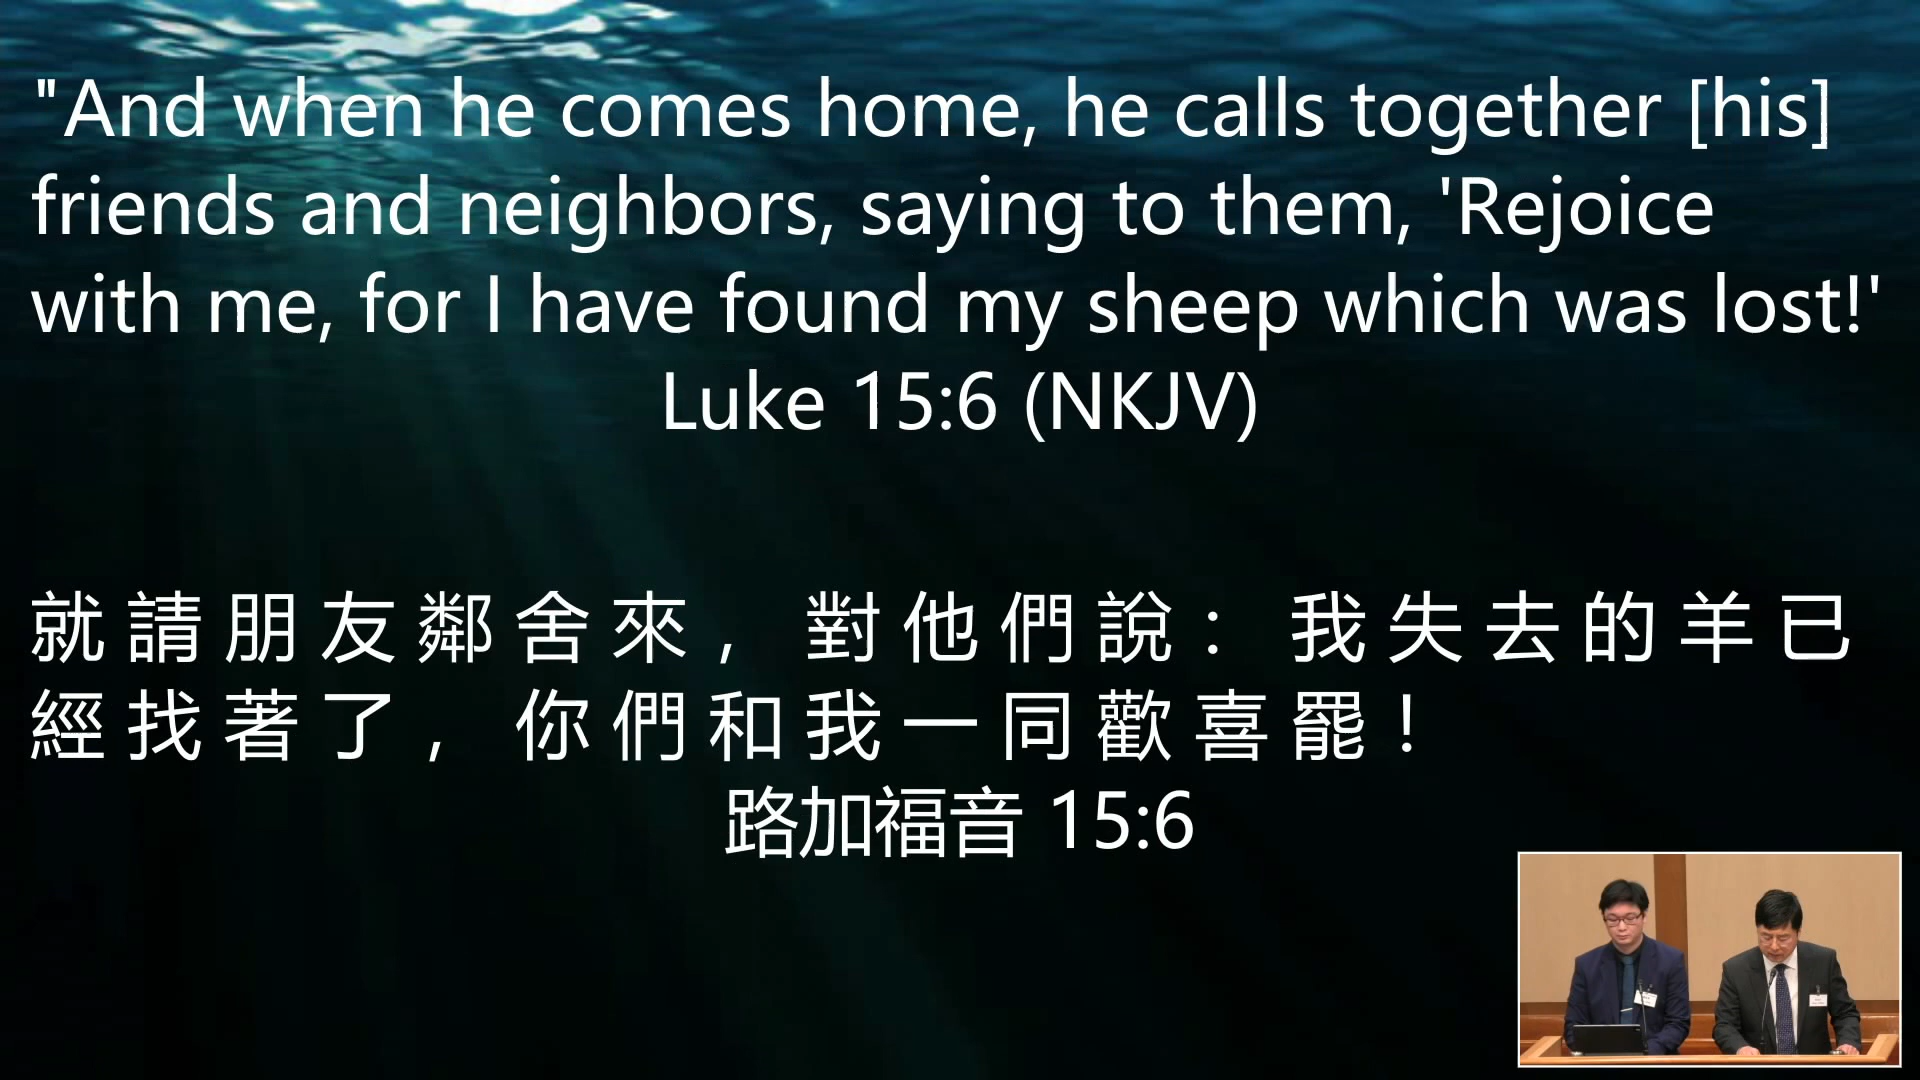 "And when he comes home, he calls together [his]
friends and neighbors, saying to them, 'Rejoice
with me, for I have found my sheep which was lost!'
Luke 15:6 (NKJV)
就 請 朋 友 鄰 舍 來 ， 對 他 們 說 ： 我 失 去 的 羊 已
經 找 著 了 ， 你 們 和 我 一 同 歡 喜 罷 ！
路加福音 15:6